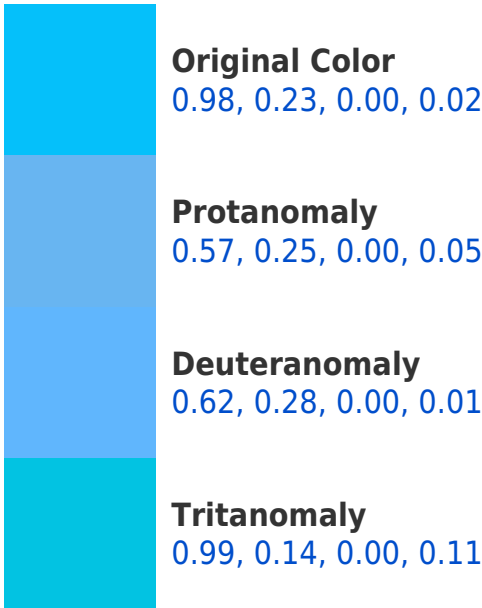 Original Color
0.98, 0.23, 0.00, 0.02
Protanomaly
0.57, 0.25, 0.00, 0.05
Deuteranomaly
0.62, 0.28, 0.00, 0.01
Tritanomaly
0.99, 0.14, 0.00, 0.11